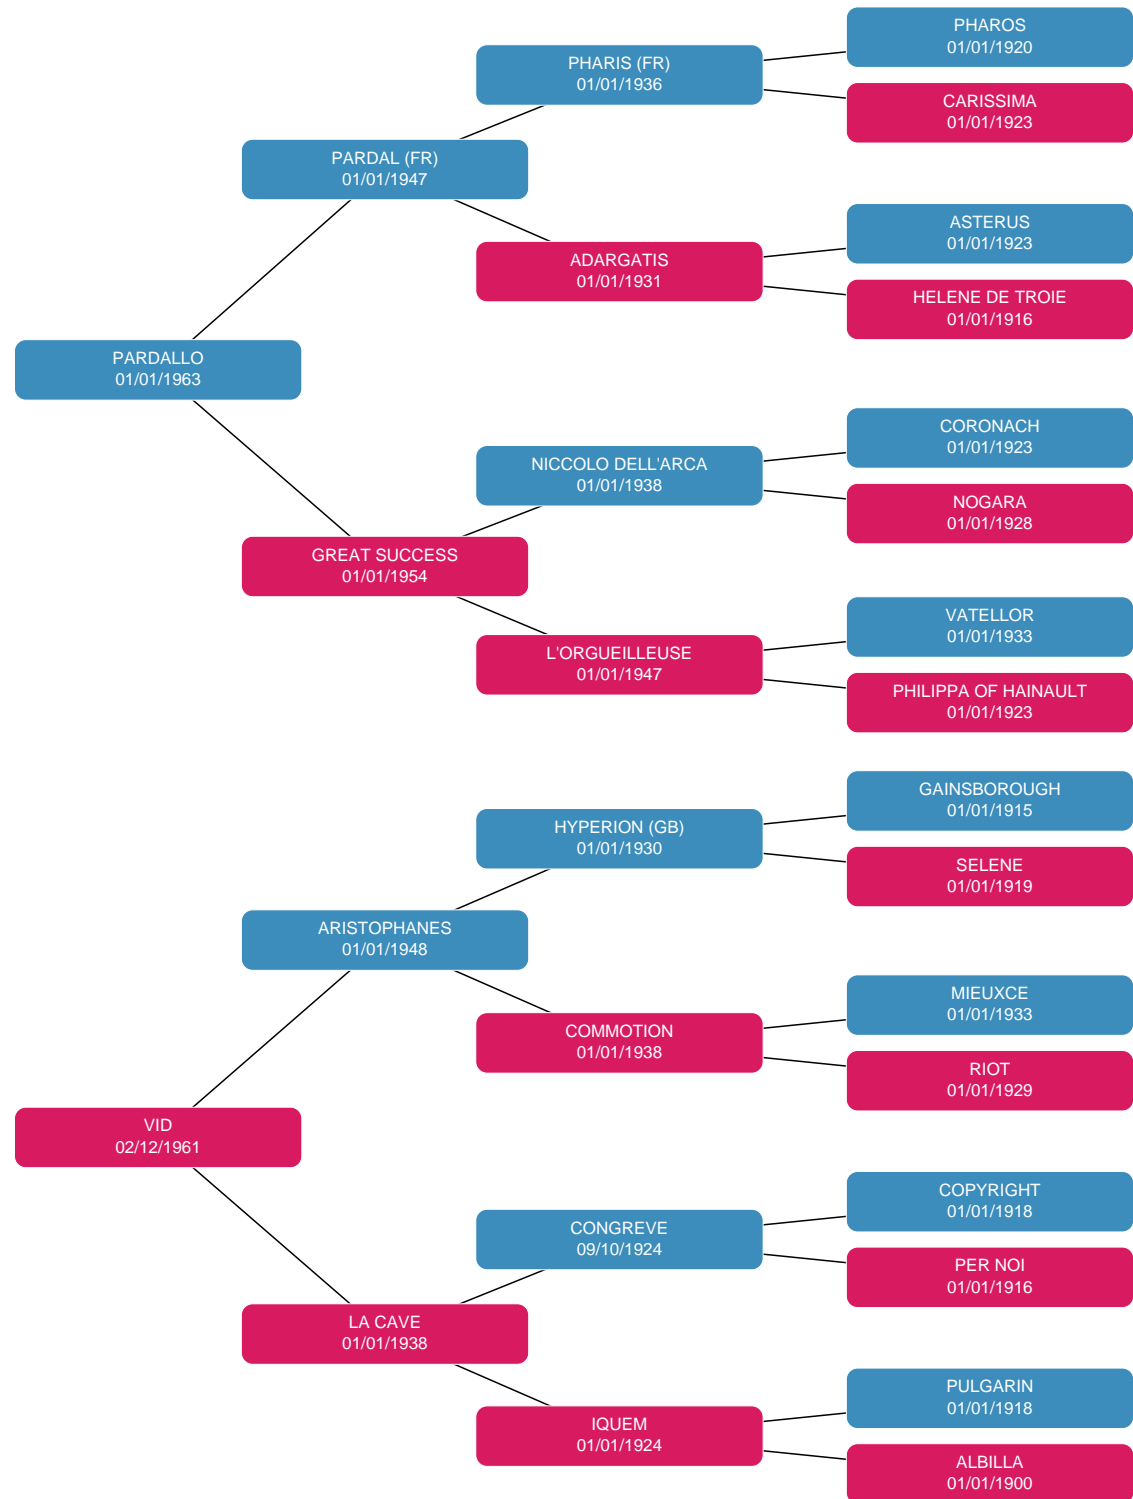 PHAROS
01/01/1920
PHARIS (FR)
01/01/1936
CARISSIMA
01/01/1923
PARDAL (FR)
01/01/1947
ASTERUS
01/01/1923
ADARGATIS
01/01/1931
HELENE DE TROIE
01/01/1916
PARDALLO
01/01/1963
CORONACH
01/01/1923
NICCOLO DELL'ARCA
01/01/1938
NOGARA
01/01/1928
GREAT SUCCESS
01/01/1954
VATELLOR
01/01/1933
L'ORGUEILLEUSE
01/01/1947
PHILIPPA OF HAINAULT
01/01/1923
GAINSBOROUGH
01/01/1915
HYPERION (GB)
01/01/1930
SELENE
01/01/1919
ARISTOPHANES
01/01/1948
MIEUXCE
01/01/1933
COMMOTION
01/01/1938
RIOT
01/01/1929
VID
02/12/1961
COPYRIGHT
01/01/1918
CONGREVE
09/10/1924
PER NOI
01/01/1916
LA CAVE
01/01/1938
PULGARIN
01/01/1918
IQUEM
01/01/1924
ALBILLA
01/01/1900